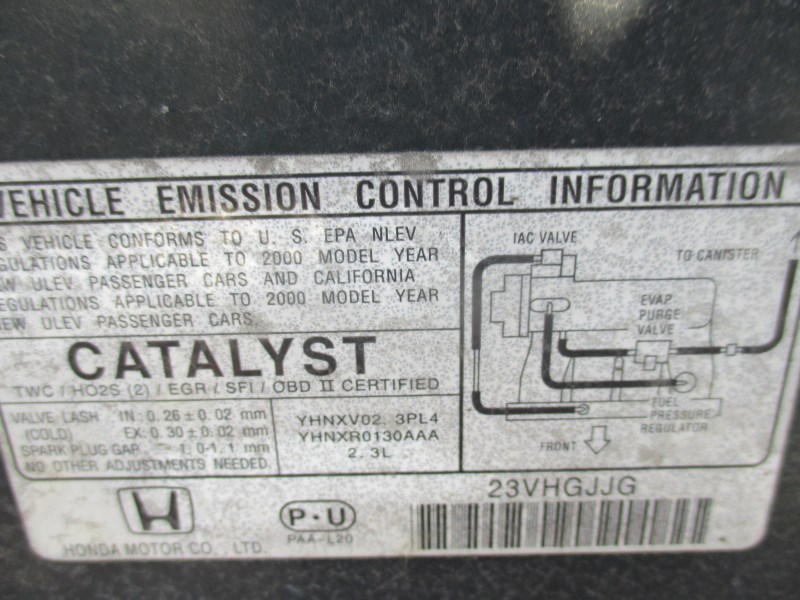 VEHICLE EMISSION CONTROL INFORMATION
S VEHICLE CONFORMS TO U. S. EPA NLEV
GULATIONS APPLICABLE TO 2000 MODEL YEAR
EW ULEV PASSENGER CARS AND CALIFORNIA
REGULATIONS APPLICABLE TO 2000 MODEL YEAR
NEW ULEV PASSENGER CARS.
CATALYST
TWC / HO2S (2) / EGR / SFI / OBD II CERTIFIED
VALVE LASH IN: 0.26 ± 0.02 mm
(COLD) EX: 0.30 ± 0.02 mm
SPARK PLUG GAP 1.0-1.1 mm
NO OTHER ADJUSTMENTS NEEDED.
YHNXV02. 3PL4
YHNXR0130AAA
2. 3L
IAC VALVE
TO CANISTER
EVAP
PURGE
VALVE
FUEL
PRESSURE
REGULATOR
FRONT
HONDA MOTOR CO., LTD.
P·U
PAA-L20
23VHGJJG